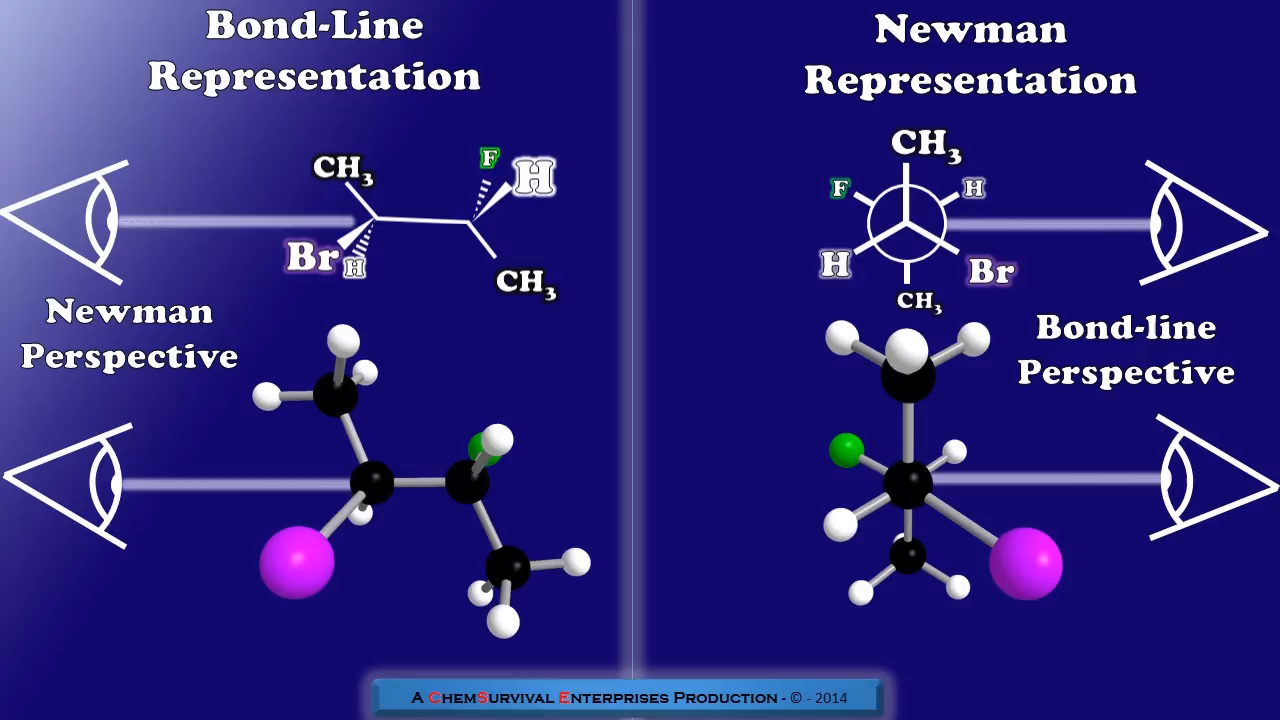 Bond-Line
Representation
CH3
F
H
Br
H
CH3
Newman
Perspective
Newman
Representation
CH3
F
H
H
Br
CH3
Bond-line
Perspective
A ChemSurvival Enterprises Production - © - 2014